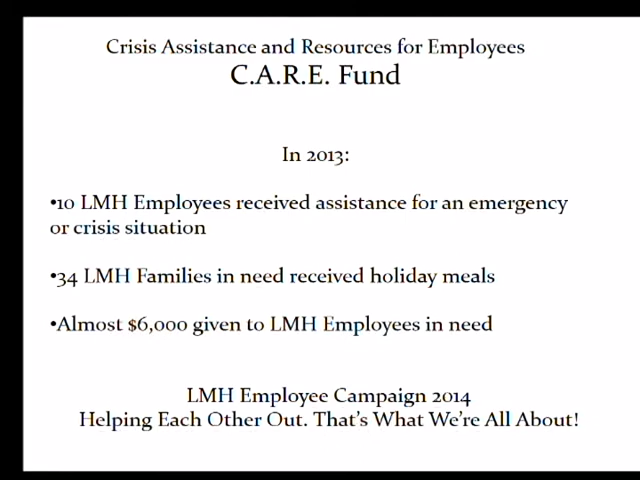 Crisis Assistance and Resources for Employees
C.A.R.E. Fund
In 2013:
•10 LMH Employees received assistance for an emergency
or crisis situation
•34 LMH Families in need received holiday meals
•Almost $6,000 given to LMH Employees in need
LMH Employee Campaign 2014
Helping Each Other Out. That's What We're All About!